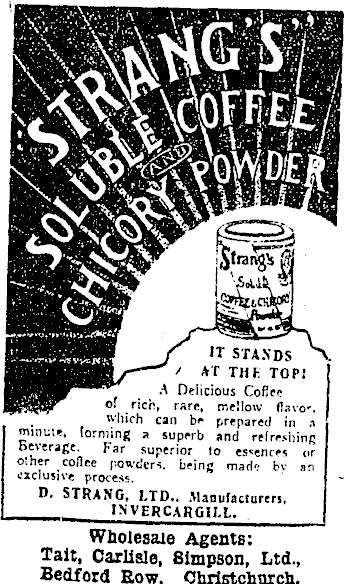 "STRANG'S"
SOLUBLE COFFEE
AND
CHICORY POWDER
Strang's
Soluble
COFFEE & CHICORY
Powder
IT STANDS
AT THE TOP!
A Delicious Coffee
of rich, rare, mellow flavor,
which can be prepared in a
minute, forming a superb and refreshing
Beverage. Far superior to essences or
other coffee powders, being made by an
exclusive process.
D. STRANG, LTD., Manufacturers,
INVERCARGILL.
Wholesale Agents:
Tait, Carlisle, Simpson, Ltd.,
Bedford Row, Christchurch.